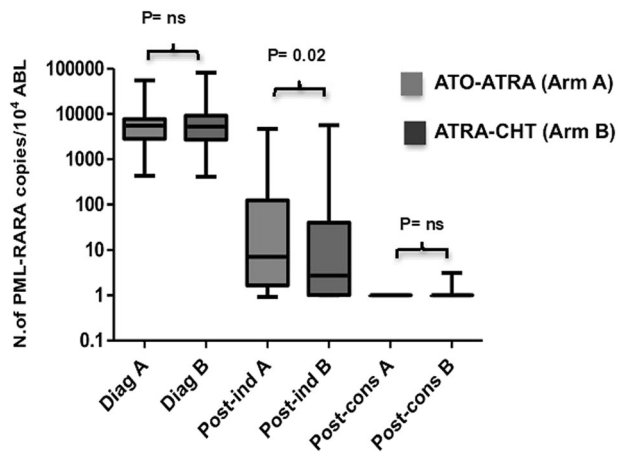 P= ns
P= 0.02
P= ns
N.of PML-RARA copies/10⁴ ABL
100000
10000
1000
100
10
1
0.1
Diag A
Diag B
Post-ind A
Post-ind B
Post-cons A
Post-cons B
ATO-ATRA (Arm A)
ATRA-CHT (Arm B)